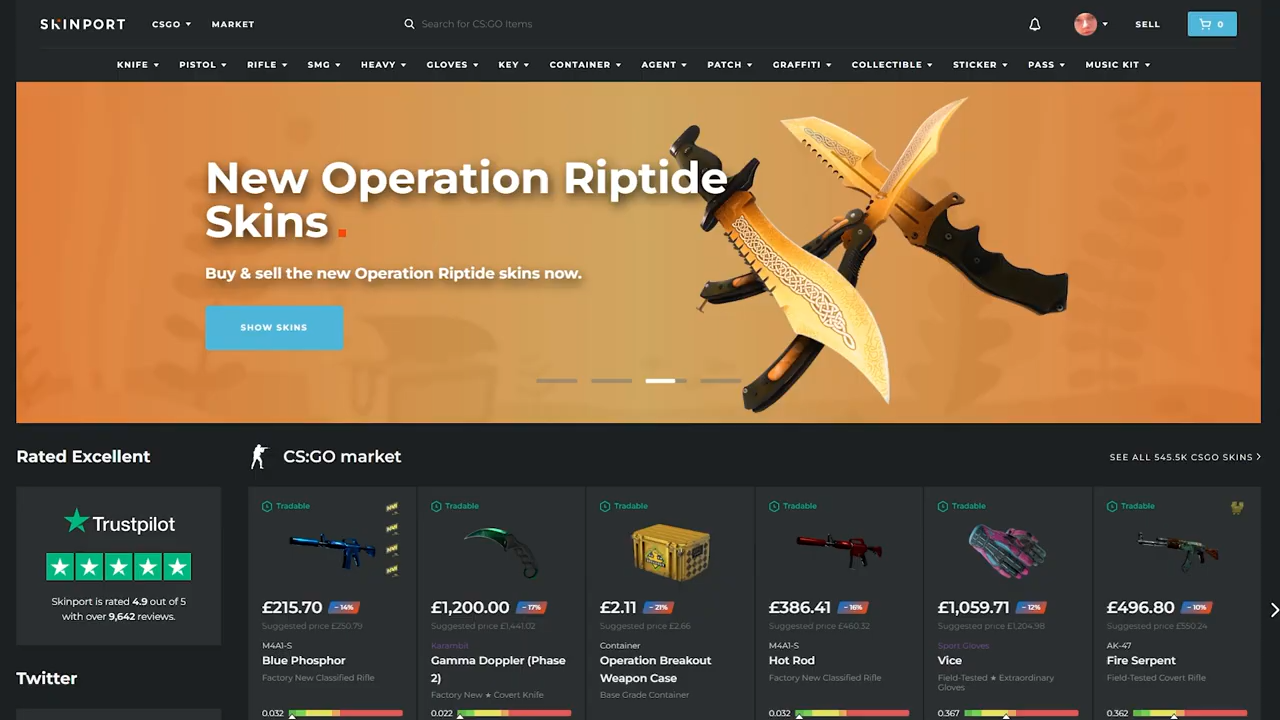 SKINPORT CSGO MARKET Search for CS:GO Items SELL 0
KNIFE PISTOL RIFLE SMG HEAVY GLOVES KEY CONTAINER AGENT PATCH GRAFFITI COLLECTIBLE STICKER PASS MUSIC KIT
New Operation Riptide
Skins
Buy & sell the new Operation Riptide skins now.
SHOW SKINS
Rated Excellent
CS:GO market
SEE ALL 545.5K CSGO SKINS
Trustpilot
Skinport is rated 4.9 out of 5
with over 9,642 reviews.
Twitter
Tradable
£215.70 - 14%
Suggested price £250.79
M4A1-S
Blue Phosphor
Factory New Classified Rifle
0.032
Tradable
£1,200.00 - 17%
Suggested price £1,441.02
Karambit
Gamma Doppler (Phase
2)
Factory New ★ Covert Knife
0.022
Tradable
£2.11 - 21%
Suggested price £2.66
Container
Operation Breakout
Weapon Case
Base Grade Container
Tradable
£386.41 - 16%
Suggested price £460.32
M4A1-S
Hot Rod
Factory New Classified Rifle
0.032
Tradable
£1,059.71 - 12%
Suggested price £1,204.98
Sport Gloves
Vice
Field-Tested ★ Extraordinary
Gloves
0.367
Tradable
£496.80 - 10%
Suggested price £550.24
AK-47
Fire Serpent
Field-Tested Covert Rifle
0.362